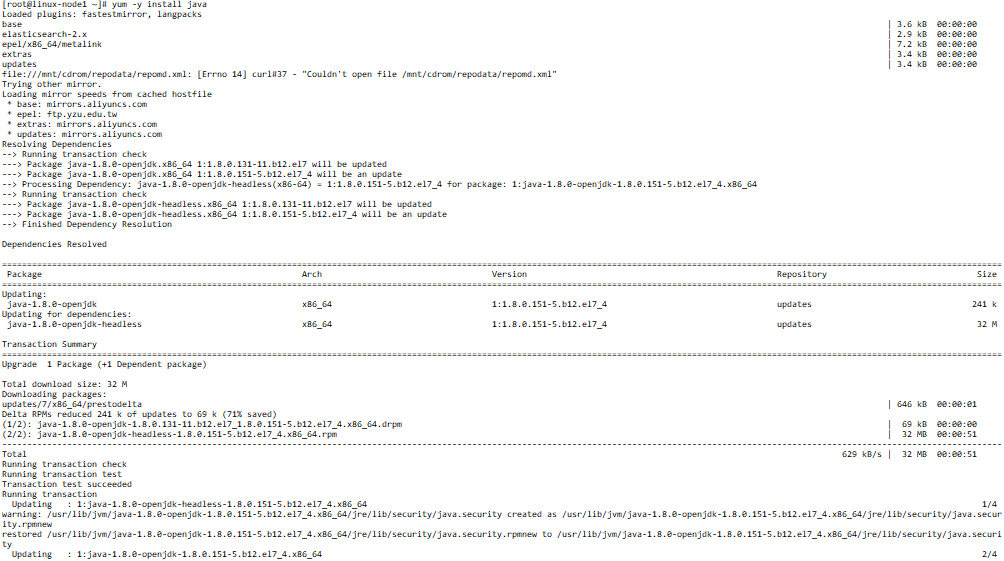 [root@linux-node1 ~]# yum -y install java
Loaded plugins: fastestmirror, langpacks
base | 3.6 kB 00:00:00
elasticsearch-2.x | 2.9 kB 00:00:00
epel/x86_64/metalink | 7.2 kB 00:00:00
extras | 3.4 kB 00:00:00
updates | 3.4 kB 00:00:00
file:///mnt/cdrom/repodata/repomd.xml: [Errno 14] curl#37 - "Couldn't open file /mnt/cdrom/repodata/repomd.xml"
Trying other mirror.
Loading mirror speeds from cached hostfile
 * base: mirrors.aliyuncs.com
 * epel: ftp.yzu.edu.tw
 * extras: mirrors.aliyuncs.com
 * updates: mirrors.aliyuncs.com
Resolving Dependencies
--> Running transaction check
---> Package java-1.8.0-openjdk.x86_64 1:1.8.0.131-11.b12.el7 will be updated
---> Package java-1.8.0-openjdk.x86_64 1:1.8.0.151-5.b12.el7_4 will be an update
--> Processing Dependency: java-1.8.0-openjdk-headless(x86-64) = 1:1.8.0.151-5.b12.el7_4 for package: 1:java-1.8.0-openjdk-1.8.0.151-5.b12.el7_4.x86_64
--> Running transaction check
---> Package java-1.8.0-openjdk-headless.x86_64 1:1.8.0.131-11.b12.el7 will be updated
---> Package java-1.8.0-openjdk-headless.x86_64 1:1.8.0.151-5.b12.el7_4 will be an update
--> Finished Dependency Resolution
Dependencies Resolved
Package Arch Version Repository Size
Updating:
java-1.8.0-openjdk x86_64 1:1.8.0.151-5.b12.el7_4 updates 241 k
Updating for dependencies:
java-1.8.0-openjdk-headless x86_64 1:1.8.0.151-5.b12.el7_4 updates 32 M
Transaction Summary
Upgrade 1 Package (+1 Dependent package)
Total download size: 32 M
Downloading packages:
updates/7/x86_64/prestodelta | 646 kB 00:00:01
Delta RPMs reduced 241 k of updates to 69 k (71% saved)
(1/2): java-1.8.0-openjdk-1.8.0.131-11.b12.el7_1.8.0.151-5.b12.el7_4.x86_64.drpm | 69 kB 00:00:00
(2/2): java-1.8.0-openjdk-headless-1.8.0.151-5.b12.el7_4.x86_64.rpm | 32 MB 00:00:51
Total 629 kB/s | 32 MB 00:00:51
Running transaction check
Running transaction test
Transaction test succeeded
Running transaction
Updating : 1:java-1.8.0-openjdk-headless-1.8.0.151-5.b12.el7_4.x86_64 1/4
warning: /usr/lib/jvm/java-1.8.0-openjdk-1.8.0.151-5.b12.el7_4.x86_64/jre/lib/security/java.security created as /usr/lib/jvm/java-1.8.0-openjdk-1.8.0.151-5.b12.el7_4.x86_64/jre/lib/security/java.secur
ity.rpmnew
restored /usr/lib/jvm/java-1.8.0-openjdk-1.8.0.151-5.b12.el7_4.x86_64/jre/lib/security/java.security.rpmnew to /usr/lib/jvm/java-1.8.0-openjdk-1.8.0.151-5.b12.el7_4.x86_64/jre/lib/security/java.securi
ty
Updating : 1:java-1.8.0-openjdk-1.8.0.151-5.b12.el7_4.x86_64 2/4